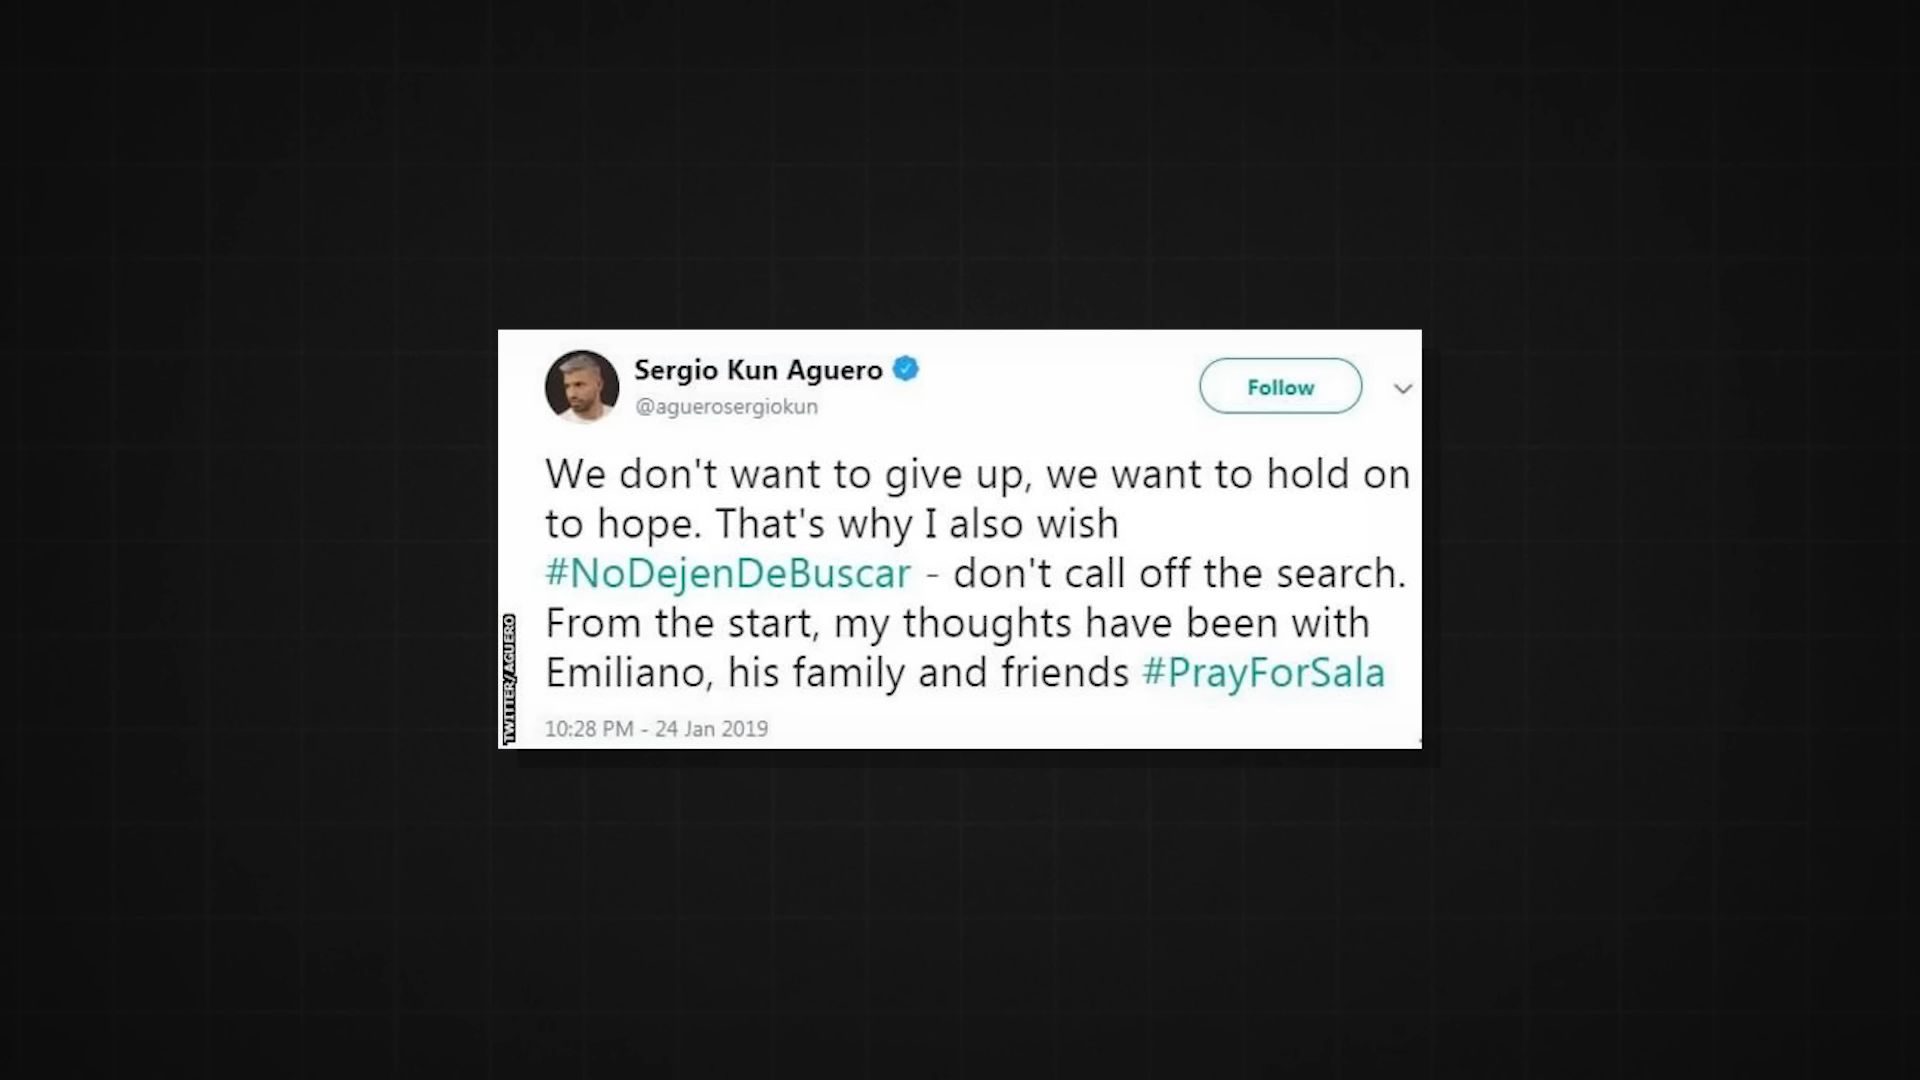 Sergio Kun Aguero
@aguerosergiokun
Follow
We don't want to give up, we want to hold on
to hope. That's why I also wish
#NoDejenDeBuscar - don't call off the search.
From the start, my thoughts have been with
Emiliano, his family and friends #PrayForSala
10:28 PM - 24 Jan 2019
TWITTER/AGUERO